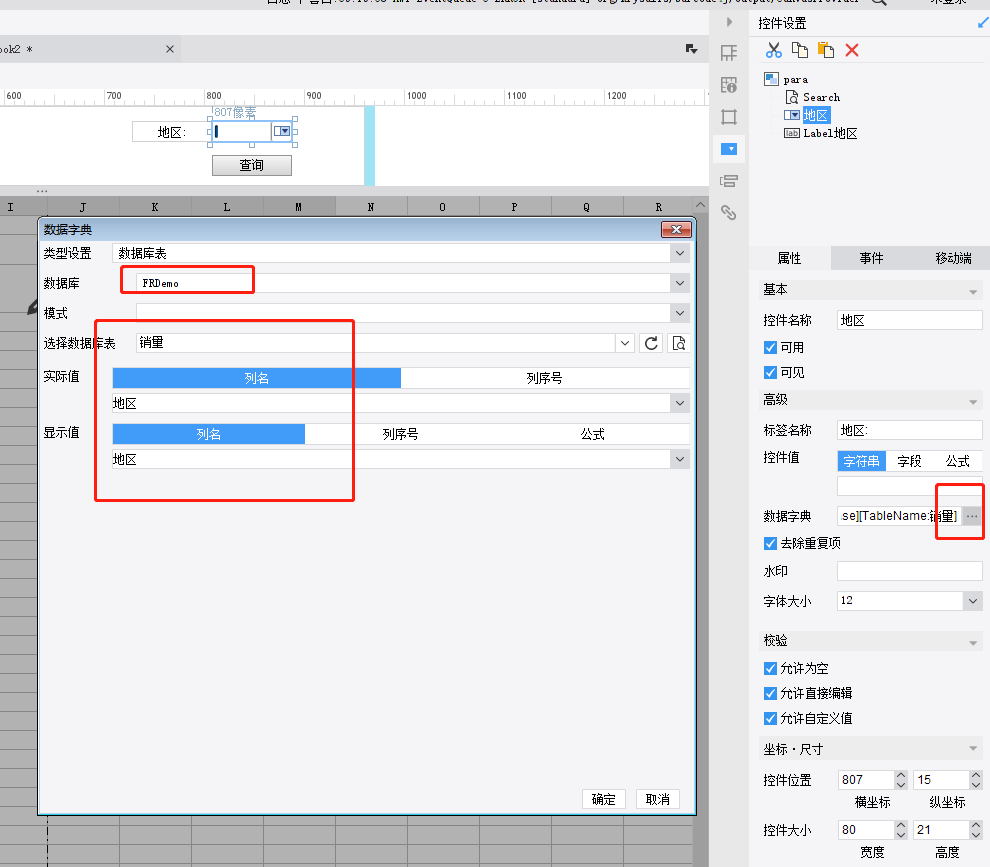 控件设置
ook2 *
para
Search
地区
Label地区
600 700 800 900 1000 1100 1200
807像素
地区:
查询
I J K L M N O P Q R
数据字典
类型设置 数据库表
数据库 FRDemo
模式
选择数据库表 销量
实际值 列名 列序号
地区
显示值 列名 列序号 公式
地区
确定 取消
属性 事件 移动端
基本
控件名称 地区
可用
可见
高级
标签名称 地区:
控件值 字符串 字段 公式
数据字典 .se][TableName:销量] ...
去除重复项
水印
字体大小 12
校验
允许为空
允许直接编辑
允许自定义值
坐标·尺寸
控件位置 807 15
横坐标 纵坐标
控件大小 80 21
宽度 高度